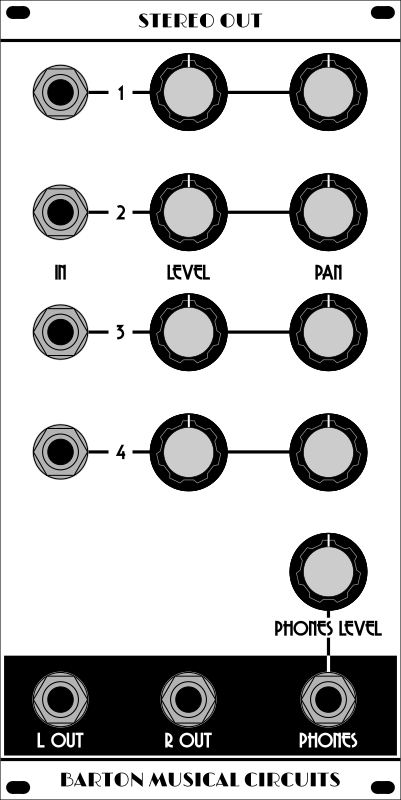 STEREO OUT
1
2
IN LEVEL PAN
3
4
PHONES LEVEL
L OUT R OUT PHONES
BARTON MUSICAL CIRCUITS